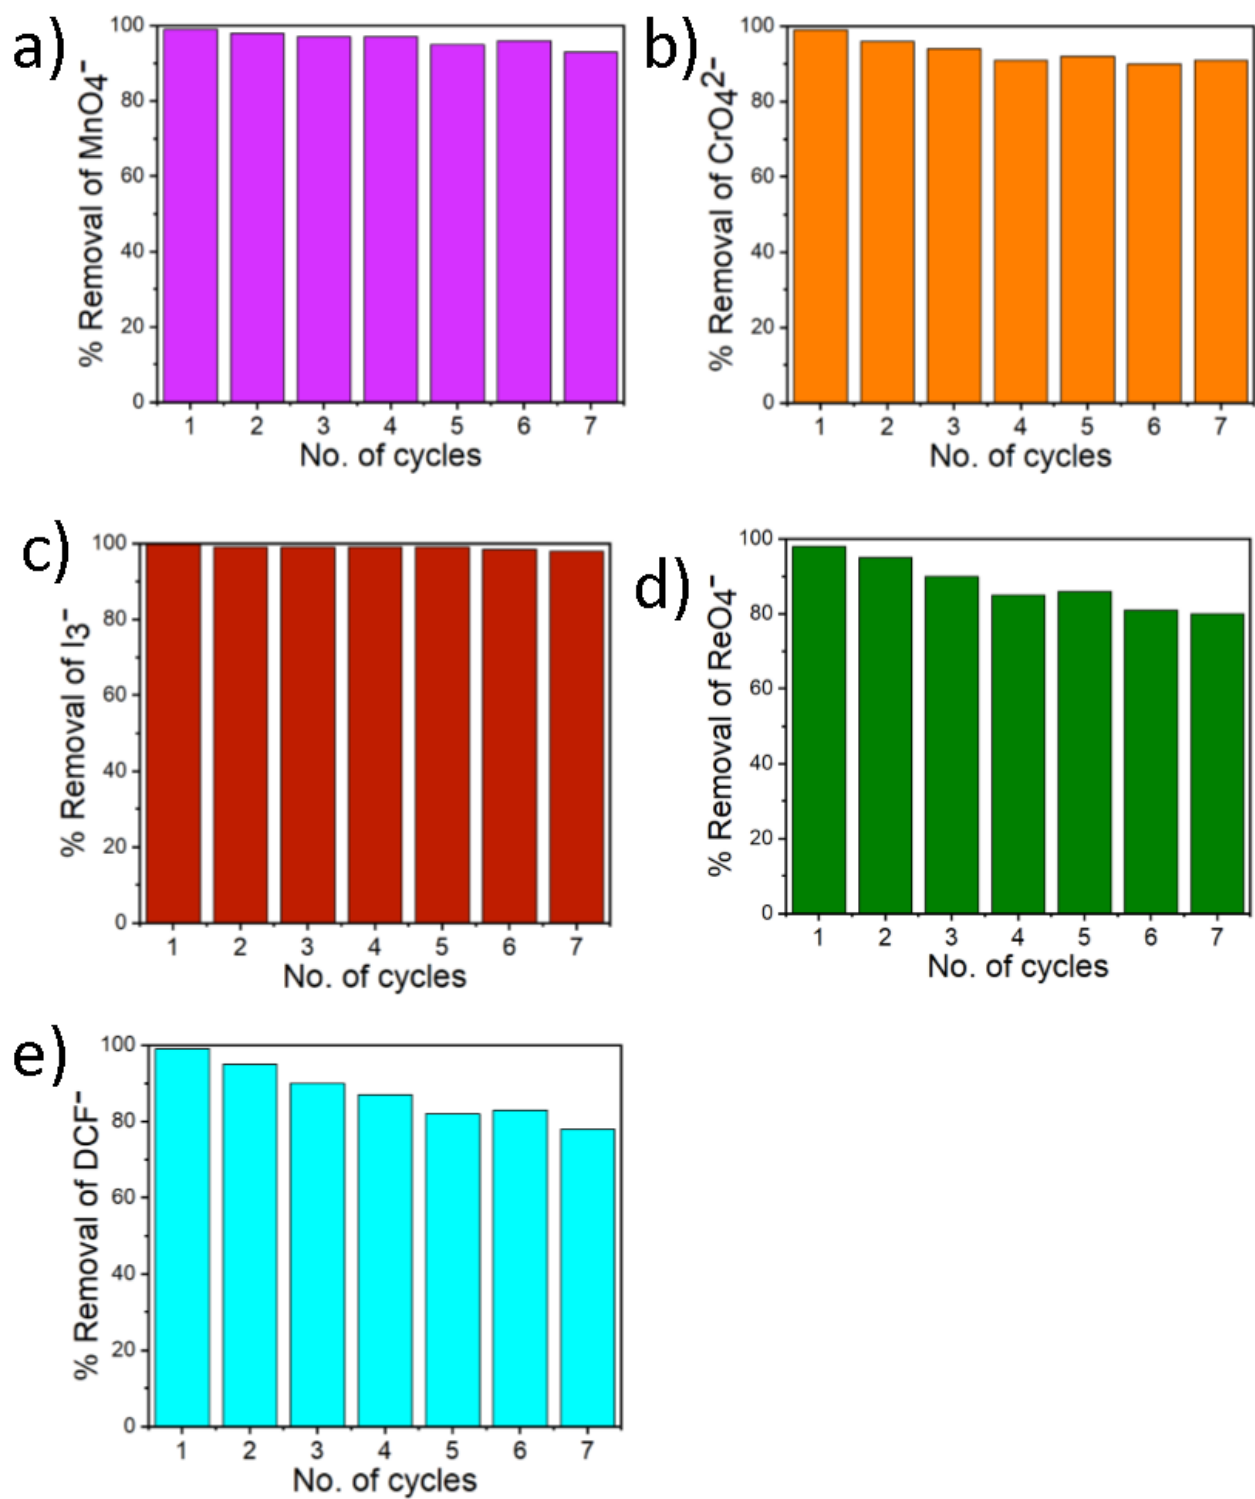 a)
% Removal of MnO4⁻
100
80
60
40
20
0
1 2 3 4 5 6 7
No. of cycles
b)
% Removal of CrO4²⁻
100
80
60
40
20
0
1 2 3 4 5 6 7
No. of cycles
c)
% Removal of I3⁻
100
80
60
40
20
0
1 2 3 4 5 6 7
No. of cycles
d)
% Removal of ReO4⁻
100
80
60
40
20
0
1 2 3 4 5 6 7
No. of cycles
e)
% Removal of DCF⁻
100
80
60
40
20
0
1 2 3 4 5 6 7
No. of cycles